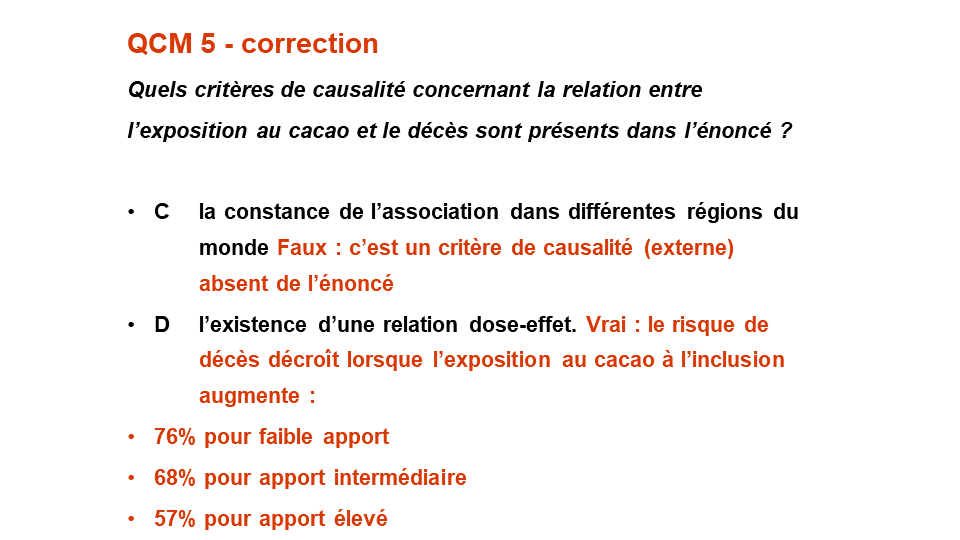 QCM 5 - correction
Quels critères de causalité concernant la relation entre
l’exposition au cacao et le décès sont présents dans l’énoncé ?
• C la constance de l’association dans différentes régions du
monde Faux : c’est un critère de causalité (externe)
absent de l’énoncé
• D l’existence d’une relation dose-effet. Vrai : le risque de
décès décroît lorsque l’exposition au cacao à l’inclusion
augmente :
• 76% pour faible apport
• 68% pour apport intermédiaire
• 57% pour apport élevé